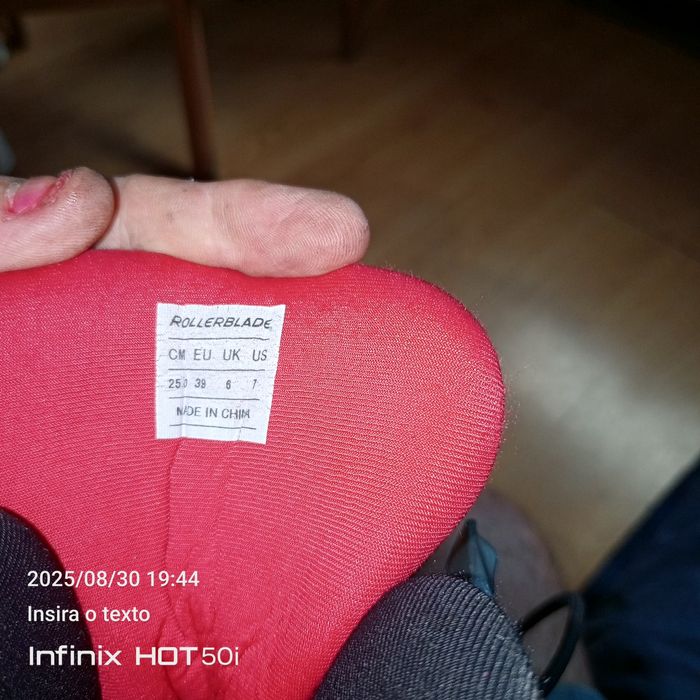 ROLLERBLADE
CM EU UK US
25.0 39 6 7
MADE IN CHINA
2025/08/30 19:44
Insira o texto
Infinix HOT 50i